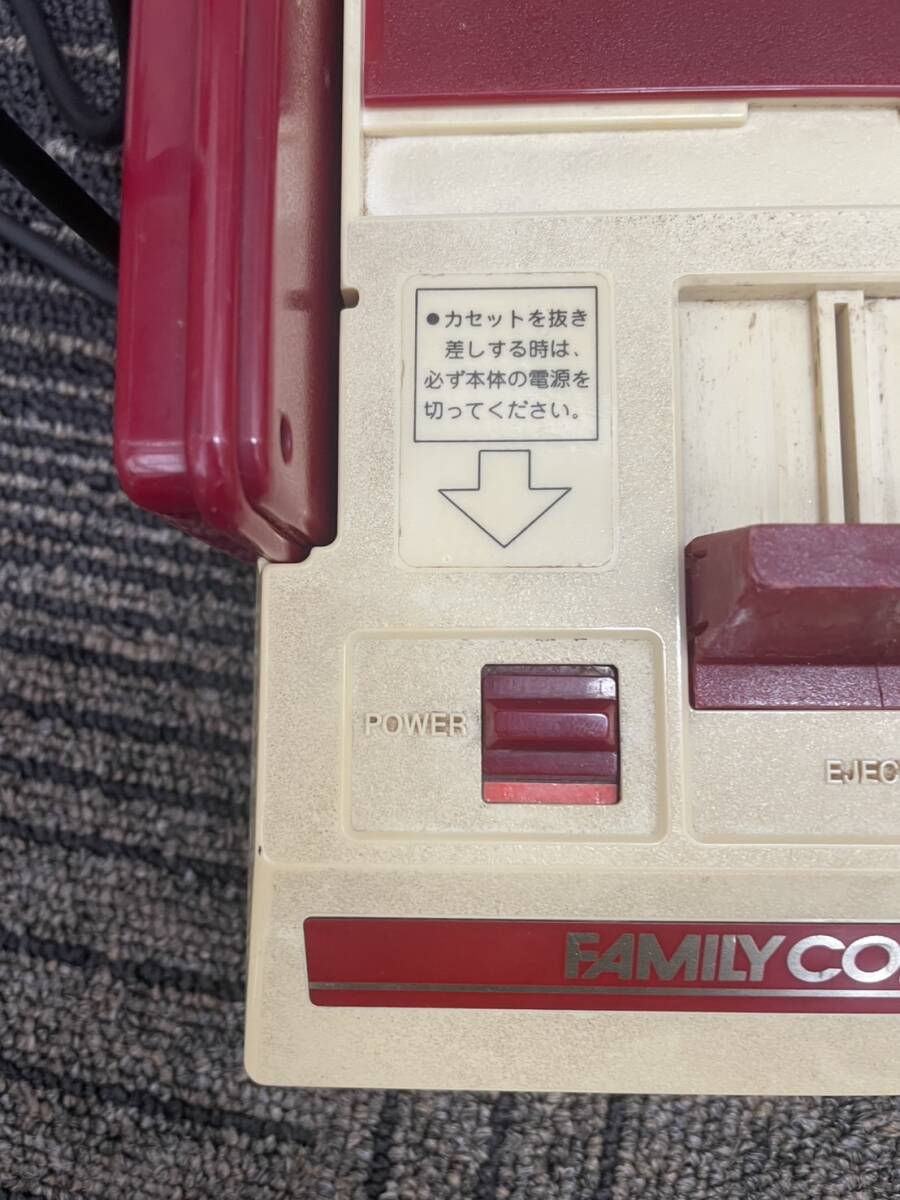 ●カセットを抜き
差しする時は、
必ず本体の電源を
切ってください。
POWER
EJEC
FAMILY CO